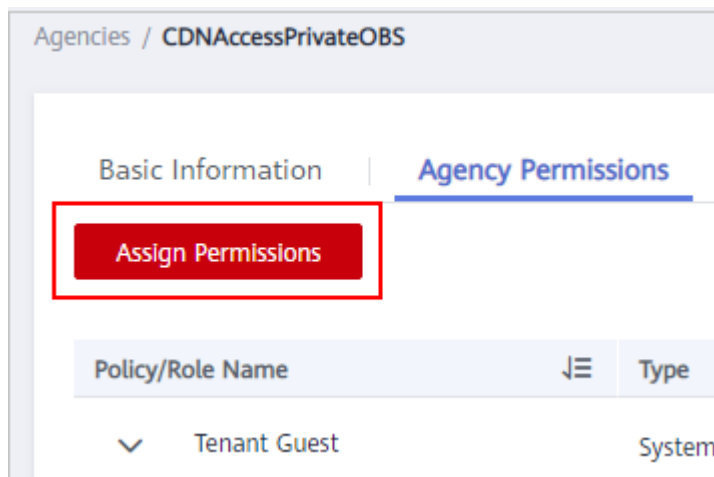 Agencies / CDNAccessPrivateOBS
Basic Information Agency Permissions
Assign Permissions
Policy/Role Name Type
Tenant Guest System